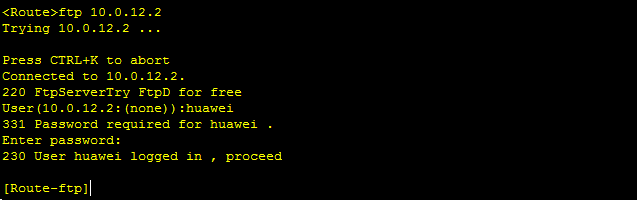 <Route>ftp 10.0.12.2
Trying 10.0.12.2 ...
Press CTRL+K to abort
Connected to 10.0.12.2.
220 FtpServerTry FtpD for free
User(10.0.12.2:(none)):huawei
331 Password required for huawei .
Enter password:
230 User huawei logged in , proceed
[Route-ftp]